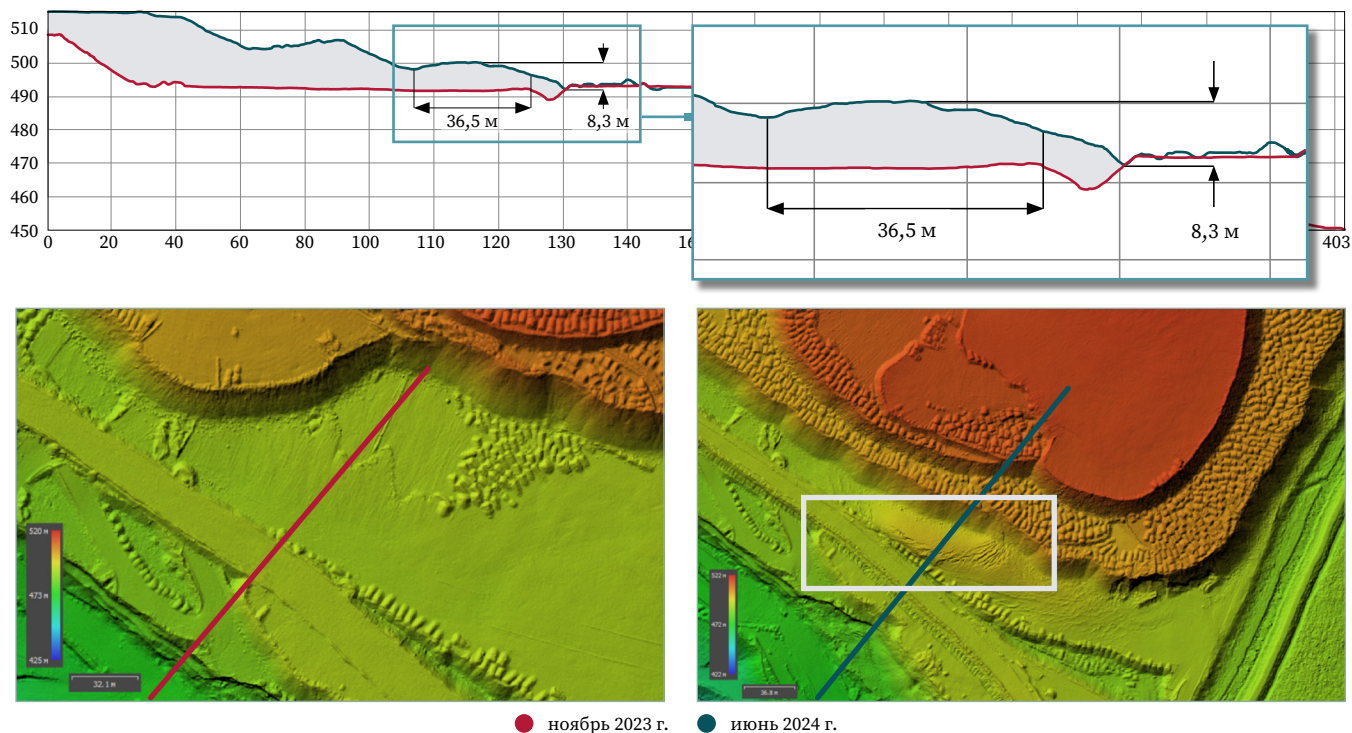 510
500
490
480
470
460
450
36,5 м
8,3 м
0 20 40 60 80 100 110 120 130 140 16
403
36,5 м
8,3 м
520 м
473 м
425 м
32.1 м
522 м
472 м
422 м
36.8 м
ноябрь 2023 г.
июнь 2024 г.